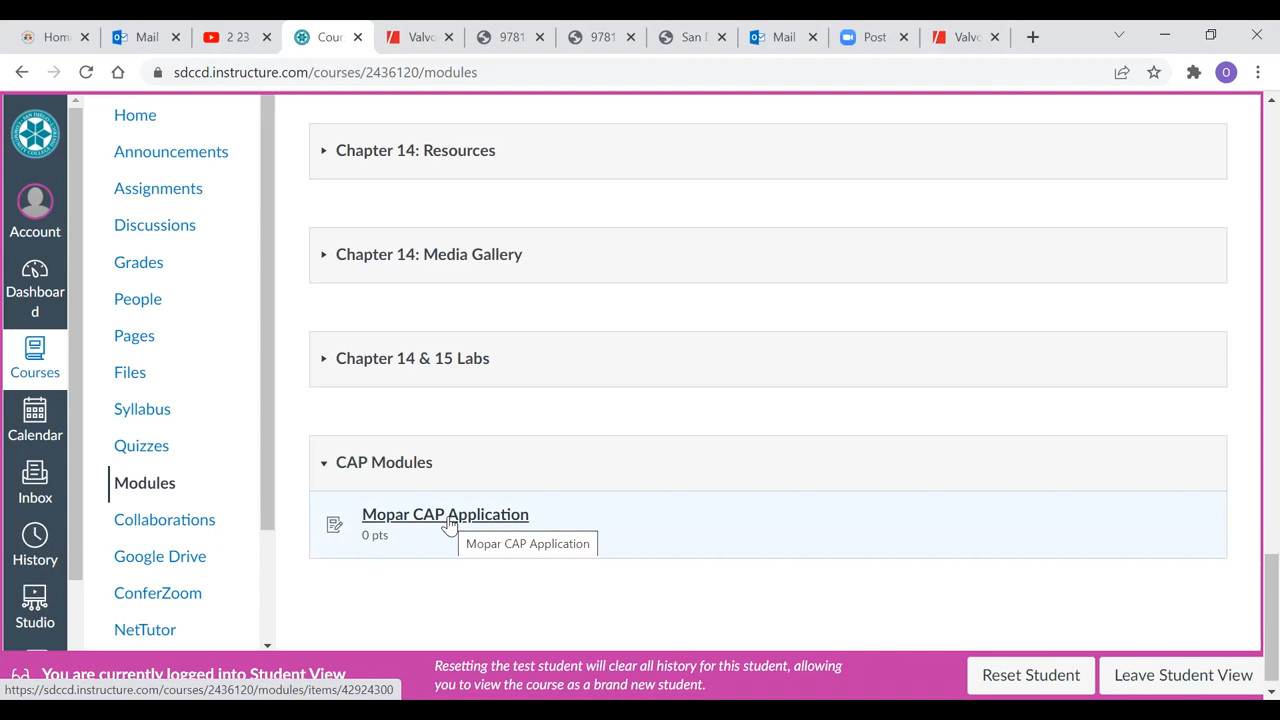 Hom
Mail
2 23
Cour
Valvo
9781
9781
San D
Mail
Post
Valvo
sdccd.instructure.com/courses/2436120/modules
O
SAN DIEGO
COMMUNITY COLLEGE
Account
Dashboar
d
Courses
Calendar
Inbox
History
Studio
Home
Announcements
Assignments
Discussions
Grades
People
Pages
Files
Syllabus
Quizzes
Modules
Collaborations
Google Drive
ConferZoom
NetTutor
Chapter 14: Resources
Chapter 14: Media Gallery
Chapter 14 & 15 Labs
CAP Modules
Mopar CAP Application
0 pts
Mopar CAP Application
You are currently logged into Student View
Resetting the test student will clear all history for this student, allowing
you to view the course as a brand new student.
Reset Student
Leave Student View
https://sdccd.instructure.com/courses/2436120/modules/items/42924300